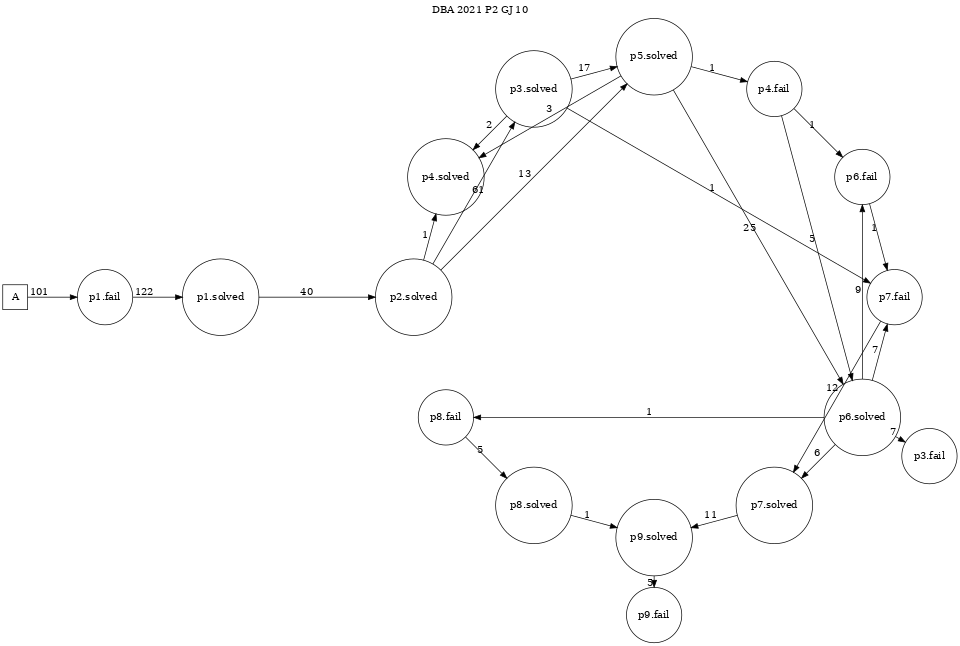 DBA 2021 P2 GJ 10
p5.solved
17
1
p3.solved
p4.fail
3
2
1
p4.solved
p6.fail
13
61
1
25
1
5
1
9
A
101
p1.fail
122
p1.solved
40
p2.solved
p7.fail
7
12
p8.fail
1
p6.solved
7
5
6
p3.fail
p8.solved
1
11
p7.solved
p9.solved
5
p9.fail